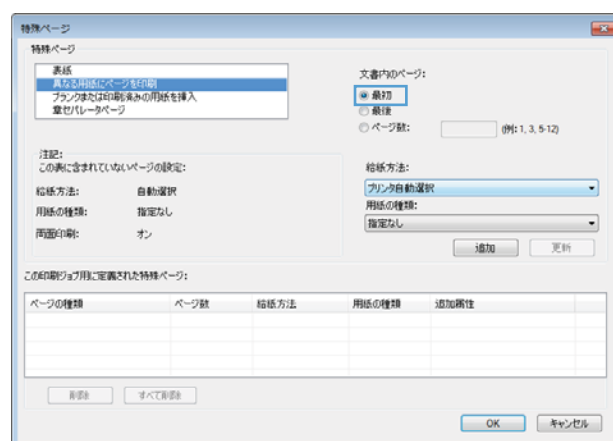 特殊ページ
特殊ページ
表紙
異なる用紙にページを印刷
ブランクまたは印刷済みの用紙を挿入
章セパレータページ
文書内のページ:
最初
最後
ページ数:
(例: 1, 3, 5-12)
注記:
この表に含まれていないページの設定:
給紙方法: 自動選択
用紙の種類: 指定なし
両面印刷: オン
給紙方法:
プリンタ自動選択
用紙の種類:
指定なし
追加 更新
この印刷ジョブ用に定義された特殊ページ:
ページの種類 ページ数 給紙方法 用紙の種類 追加属性
削除 すべて削除
OK キャンセル